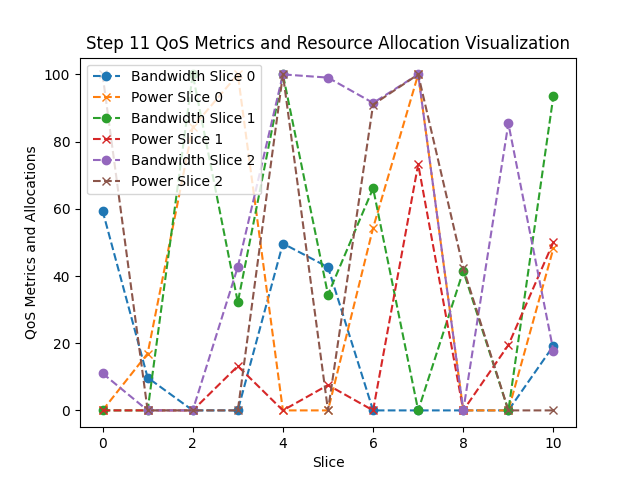 Step 11 QoS Metrics and Resource Allocation Visualization
Bandwidth Slice 0
Power Slice 0
Bandwidth Slice 1
Power Slice 1
Bandwidth Slice 2
Power Slice 2
QoS Metrics and Allocations
100
80
60
40
20
0
0 2 4 6 8 10
Slice